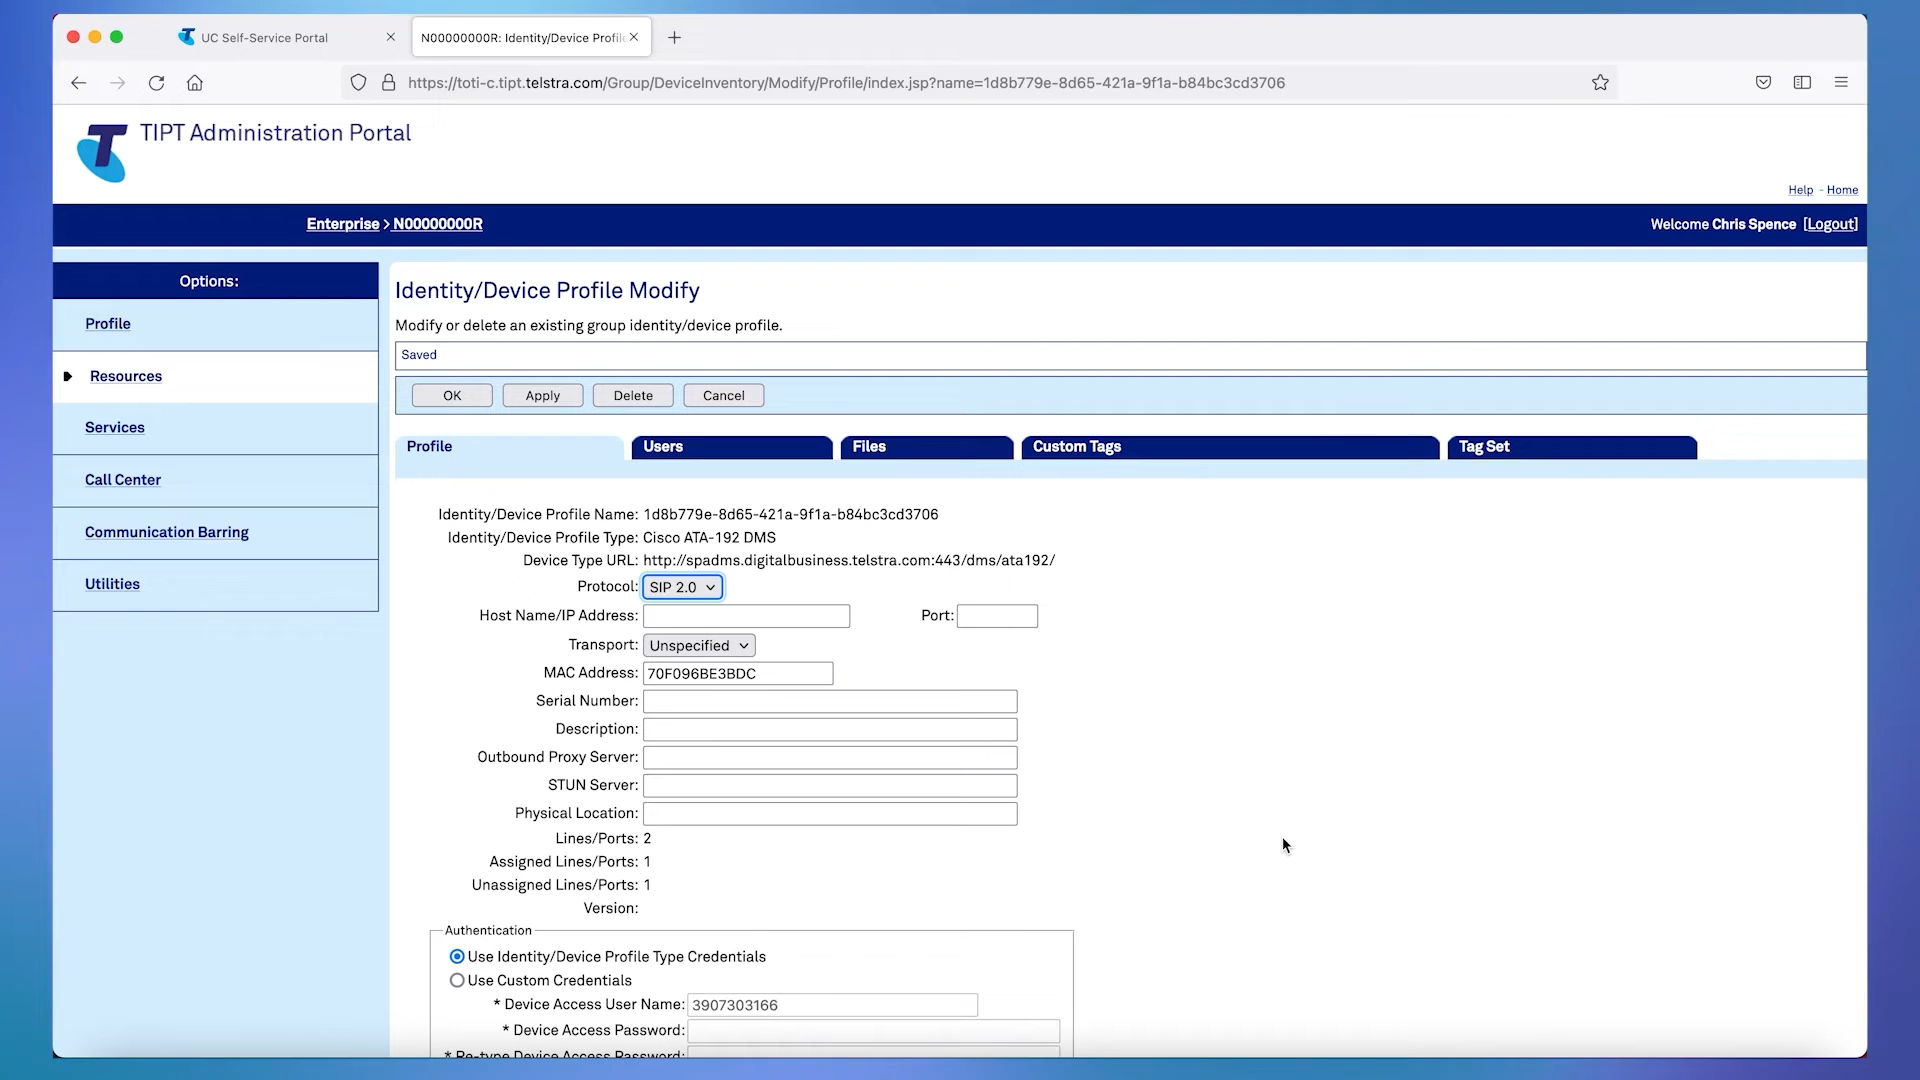 UC Self-Service Portal
N00000000R: Identity/Device Profile
https://toti-c.tipt.telstra.com/Group/DeviceInventory/Modify/Profile/index.jsp?name=1d8b779e-8d65-421a-9f1a-b84bc3cd3706
TIPT Administration Portal
Help - Home
Enterprise > N00000000R
Welcome Chris Spence [Logout]
Options:
Profile
Resources
Services
Call Center
Communication Barring
Utilities
Identity/Device Profile Modify
Modify or delete an existing group identity/device profile.
Saved
OK Apply Delete Cancel
Profile Users Files Custom Tags Tag Set
Identity/Device Profile Name: 1d8b779e-8d65-421a-9f1a-b84bc3cd3706
Identity/Device Profile Type: Cisco ATA-192 DMS
Device Type URL: http://spadms.digitalbusiness.telstra.com:443/dms/ata192/
Protocol: SIP 2.0
Host Name/IP Address: Port:
Transport: Unspecified
MAC Address: 70F096BE3BDC
Serial Number:
Description:
Outbound Proxy Server:
STUN Server:
Physical Location:
Lines/Ports: 2
Assigned Lines/Ports: 1
Unassigned Lines/Ports: 1
Version:
Authentication
Use Identity/Device Profile Type Credentials
Use Custom Credentials
* Device Access User Name: 3907303166
* Device Access Password:
* Re-type Device Access Password: